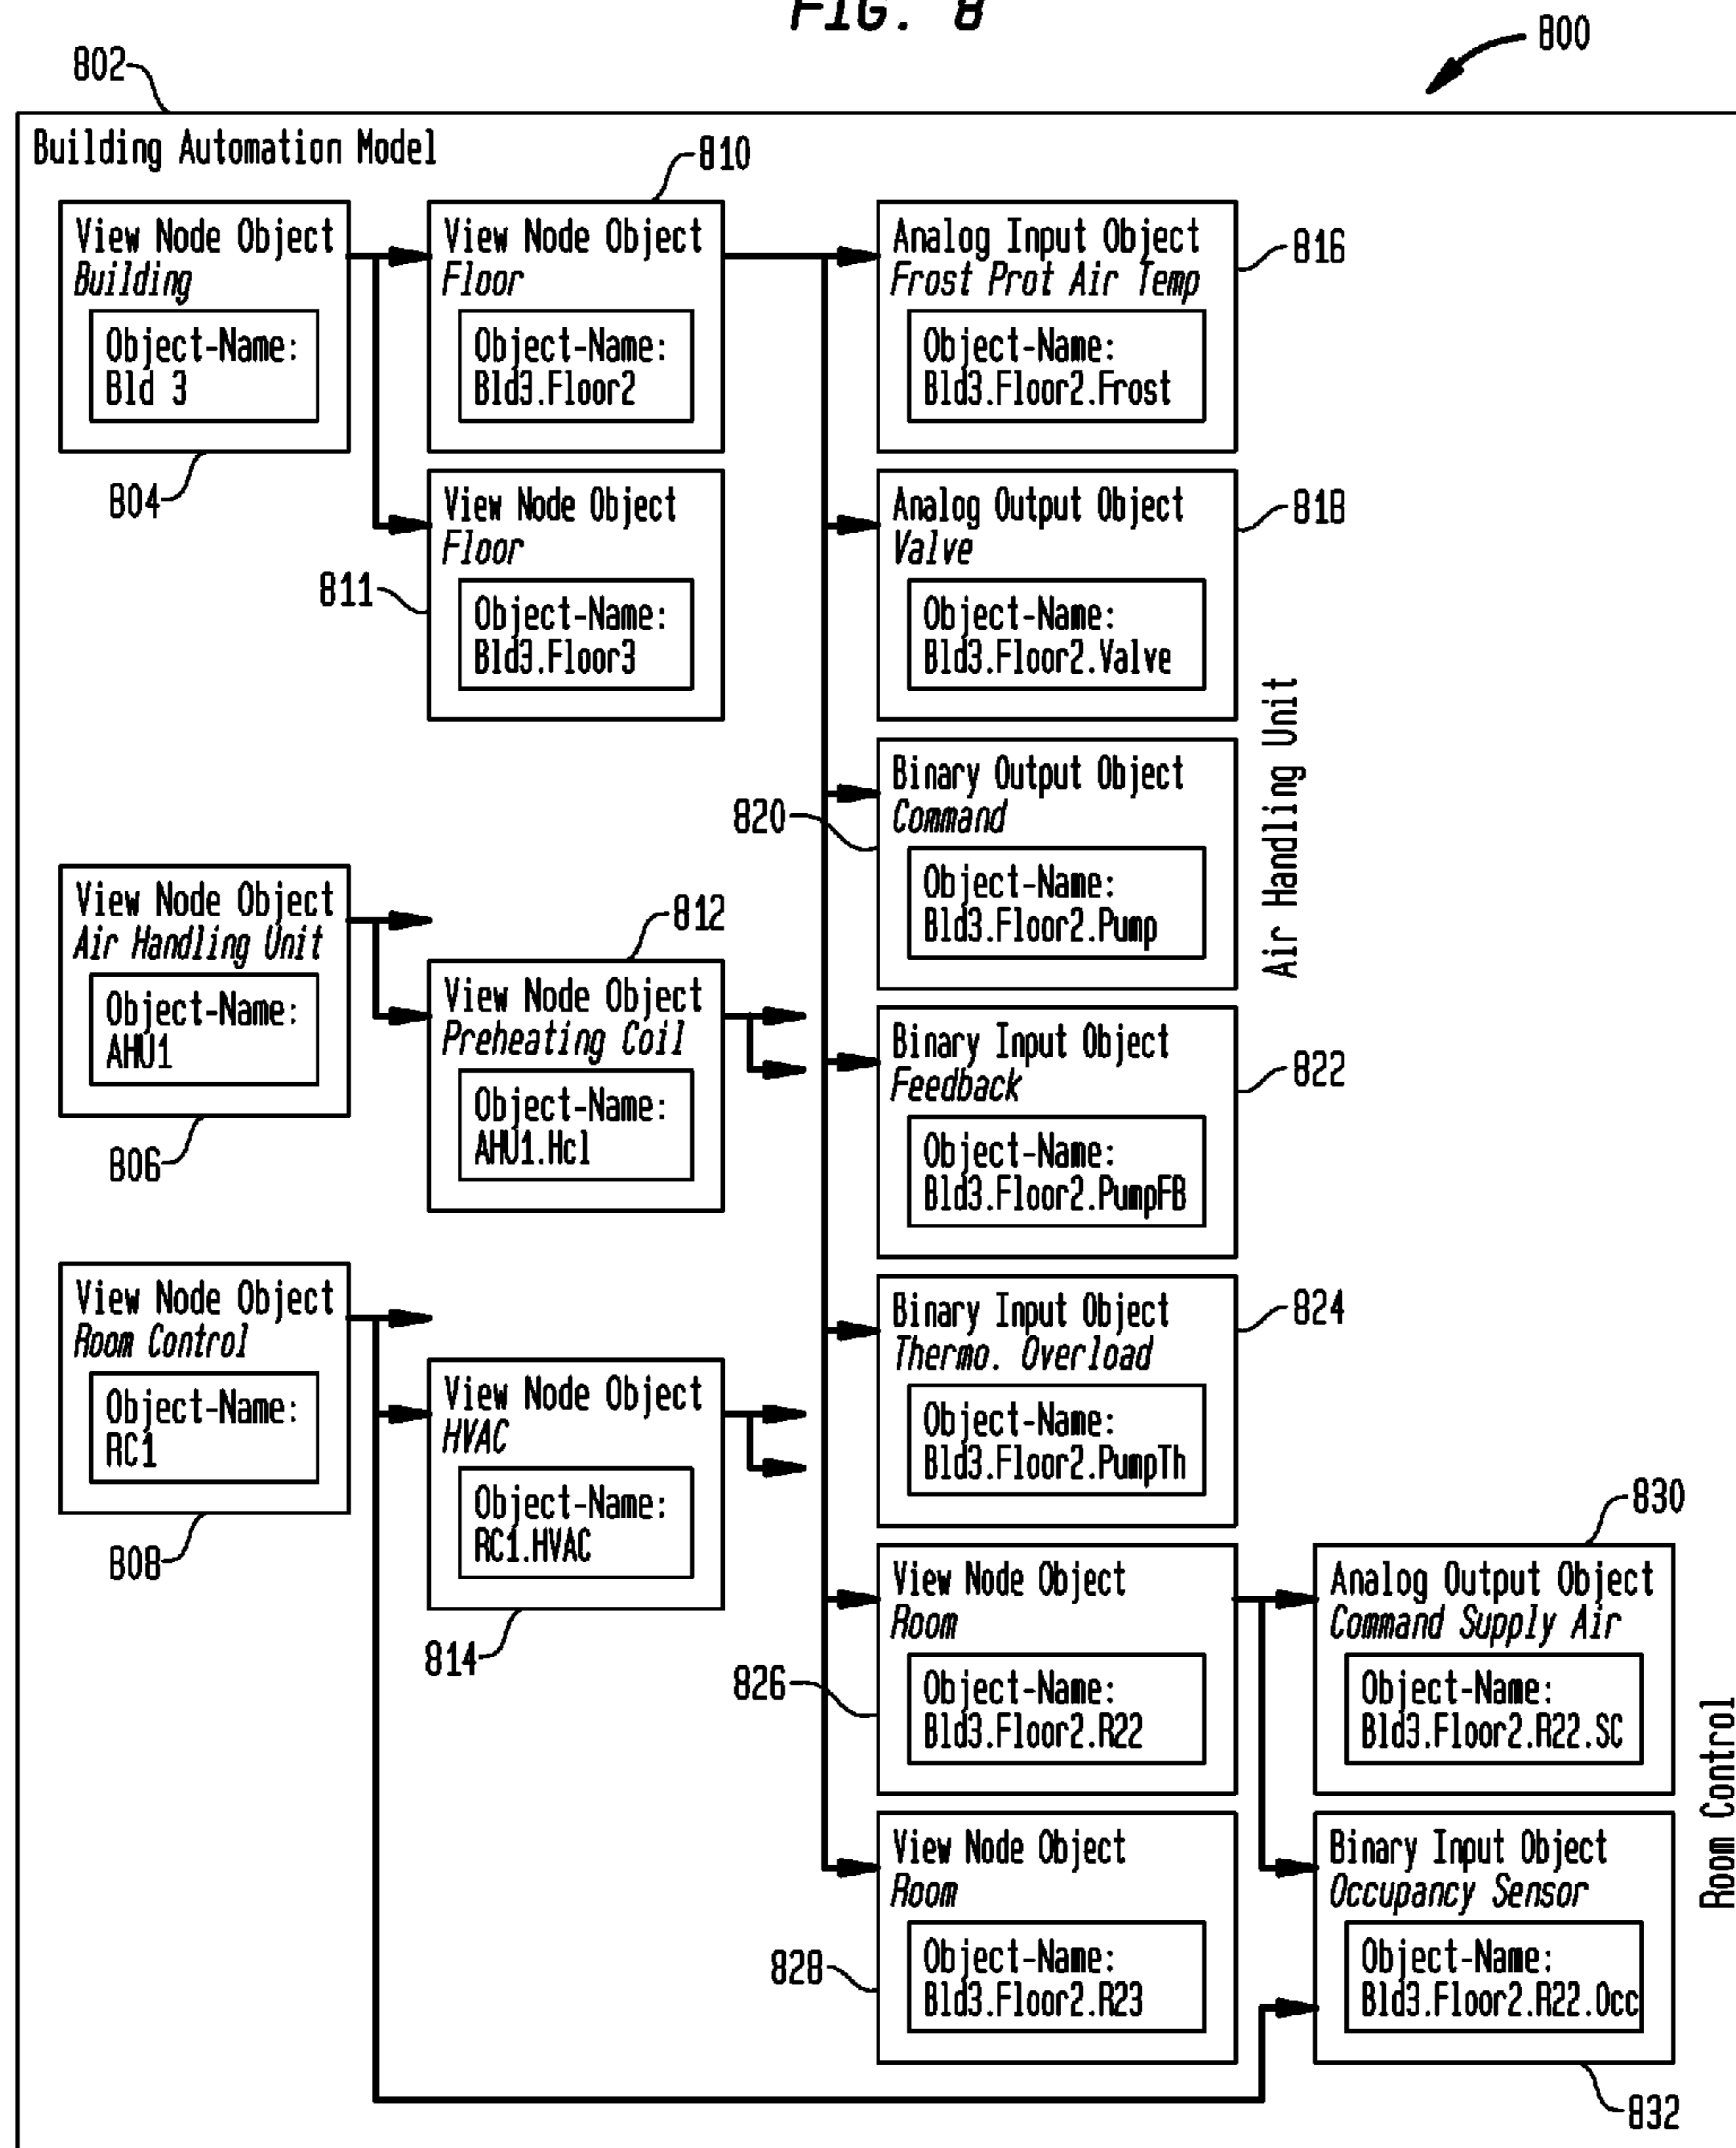 FIG. 8
800
802
Building Automation Model
View Node Object
Building
Object-Name:
Bld 3
804
810
View Node Object
Floor
Object-Name:
Bld3.Floor2
811
View Node Object
Floor
Object-Name:
Bld3.Floor3
View Node Object
Air Handling Unit
Object-Name:
AHU1
806
812
View Node Object
Preheating Coil
Object-Name:
AHU1.Hcl
View Node Object
Room Control
Object-Name:
RC1
808
View Node Object
HVAC
Object-Name:
RC1.HVAC
814
Analog Input Object
Frost Prot Air Temp
Object-Name:
Bld3.Floor2.Frost
816
Analog Output Object
Valve
Object-Name:
Bld3.Floor2.Valve
818
Binary Output Object
Command
Object-Name:
Bld3.Floor2.Pump
820
Binary Input Object
Feedback
Object-Name:
Bld3.Floor2.PumpFB
822
Binary Input Object
Thermo. Overload
Object-Name:
Bld3.Floor2.PumpTh
824
Air Handling Unit
View Node Object
Room
Object-Name:
Bld3.Floor2.R22
826
View Node Object
Room
Object-Name:
Bld3.Floor2.R23
828
830
Analog Output Object
Command Supply Air
Object-Name:
Bld3.Floor2.R22.SC
Binary Input Object
Occupancy Sensor
Object-Name:
Bld3.Floor2.R22.Occ
832
Room Control